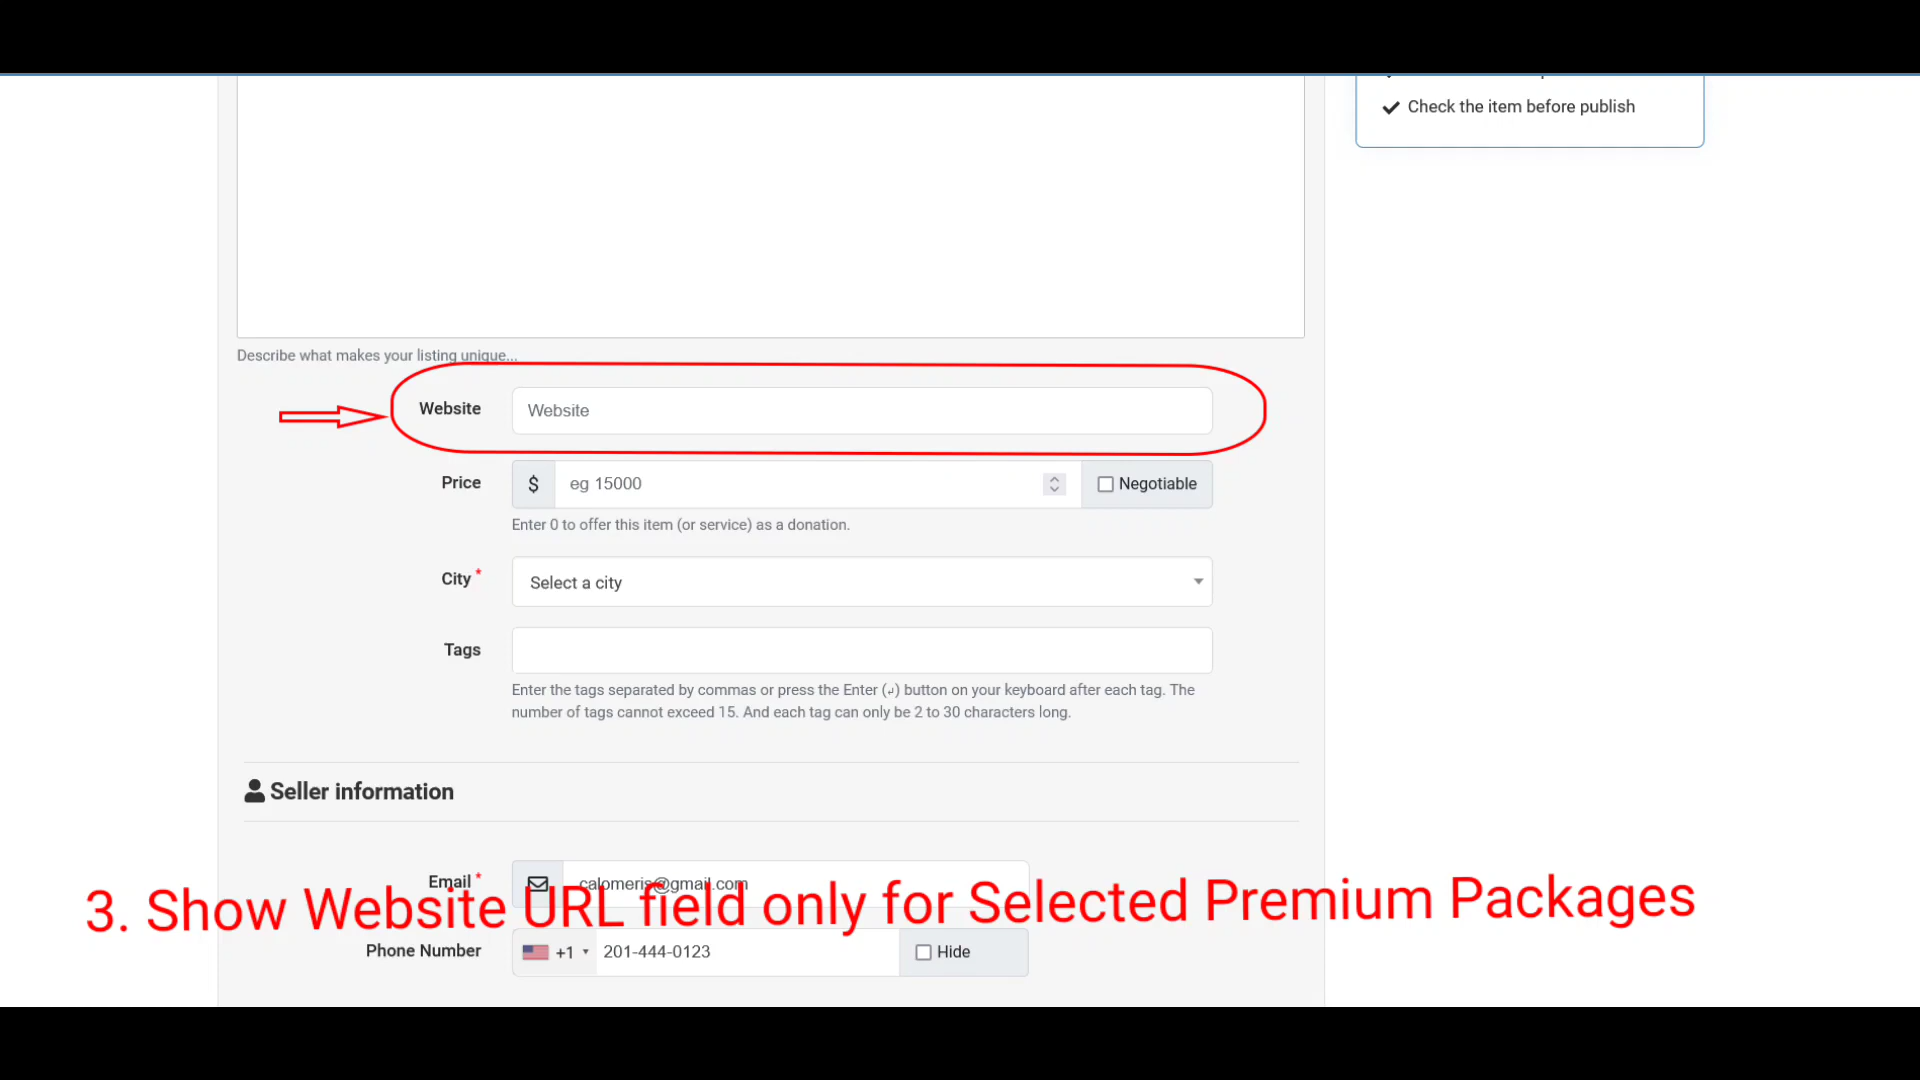 Check the item before publish
Describe what makes your listing unique...
Website
Website
Price
$
eg 15000
Negotiable
Enter 0 to offer this item (or service) as a donation.
City *
Select a city
Tags
Enter the tags separated by commas or press the Enter (↲) button on your keyboard after each tag. The
number of tags cannot exceed 15. And each tag can only be 2 to 30 characters long.
Seller information
Email *
calomeris@gmail.com
3. Show Website URL field only for Selected Premium Packages
Phone Number
+1
201-444-0123
Hide